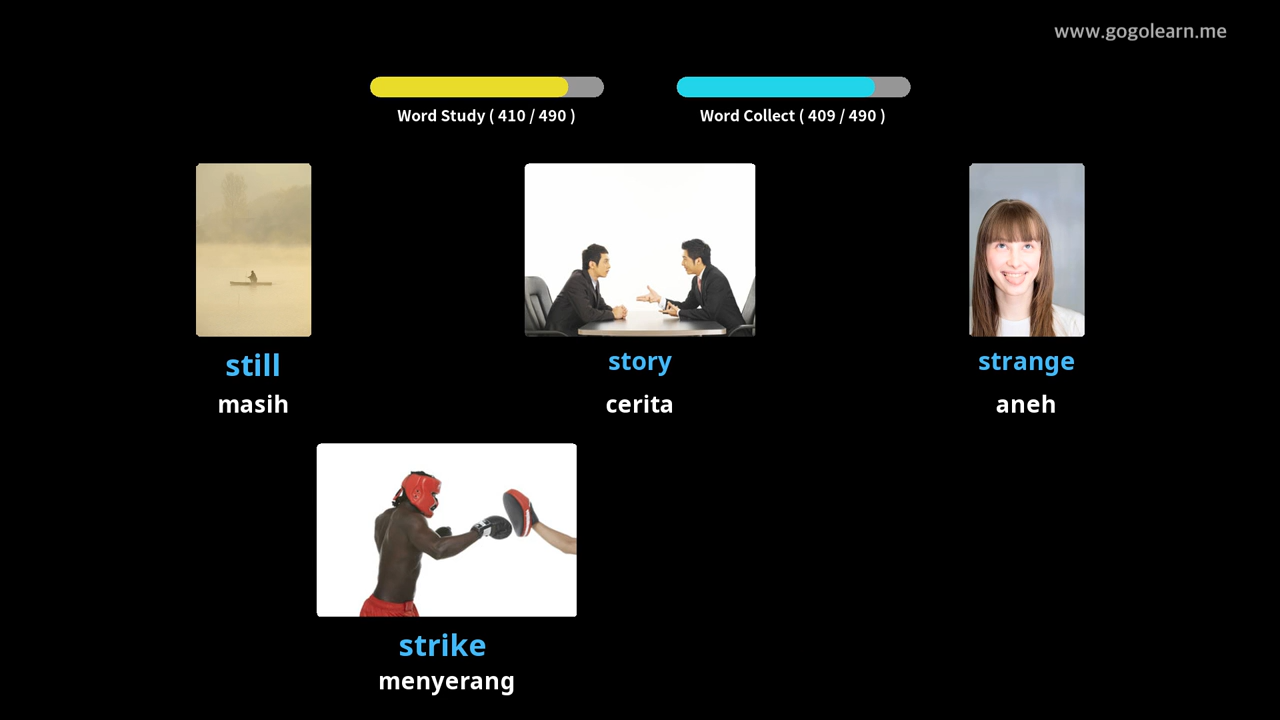 www.gogolearn.me
Word Study ( 410 / 490 )
Word Collect ( 409 / 490 )
still
masih
story
cerita
strange
aneh
strike
menyerang